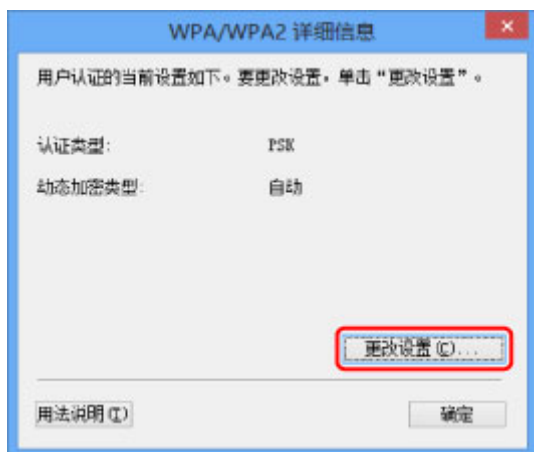 WPA/WPA2 详细信息
用户认证的当前设置如下。要更改设置，单击“更改设置”。
认证类型: PSK
动态加密类型: 自动
更改设置(C)...
用法说明(I) 确定